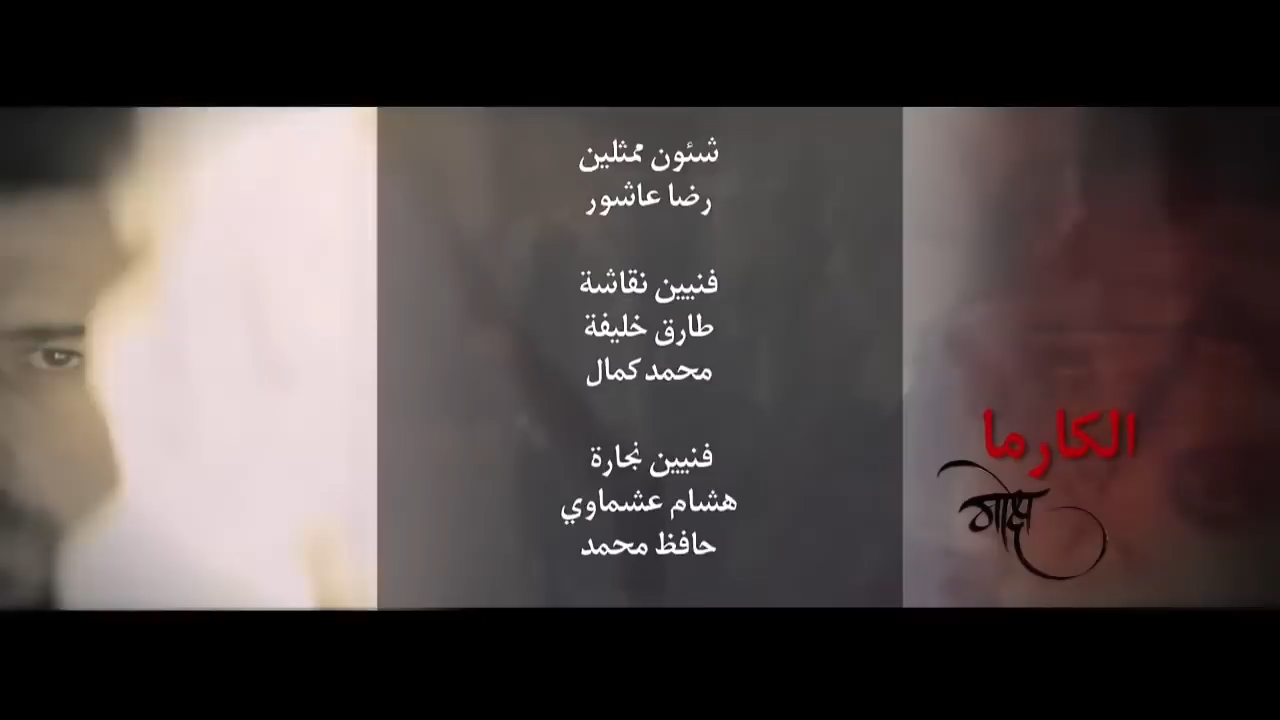 شئون ممثلين
رضا عاشور
فنيين نقاشة
طارق خليفة
محمد كمال
فنيين نجارة
هشام عشماوي
حافظ محمد
الكارما
मोक्ष